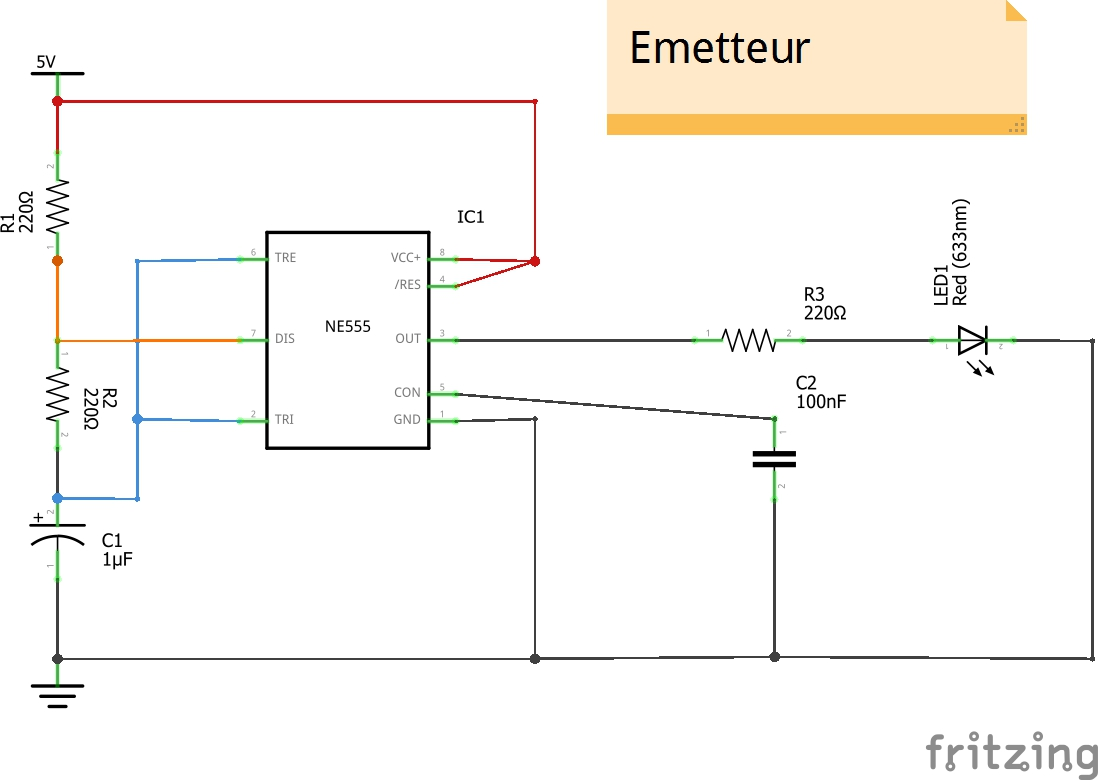 Emetteur
5V
2
R1
220Ω
1
IC1
6
TRE
VCC+
8
/RES
4
NE555
7
DIS
OUT
3
CON
5
2
TRI
GND
1
1
R2
220Ω
2
+
2
C1
1µF
1
R3
220Ω
1
2
LED1
Red (633nm)
1
2
C2
100nF
1
2
fritzing